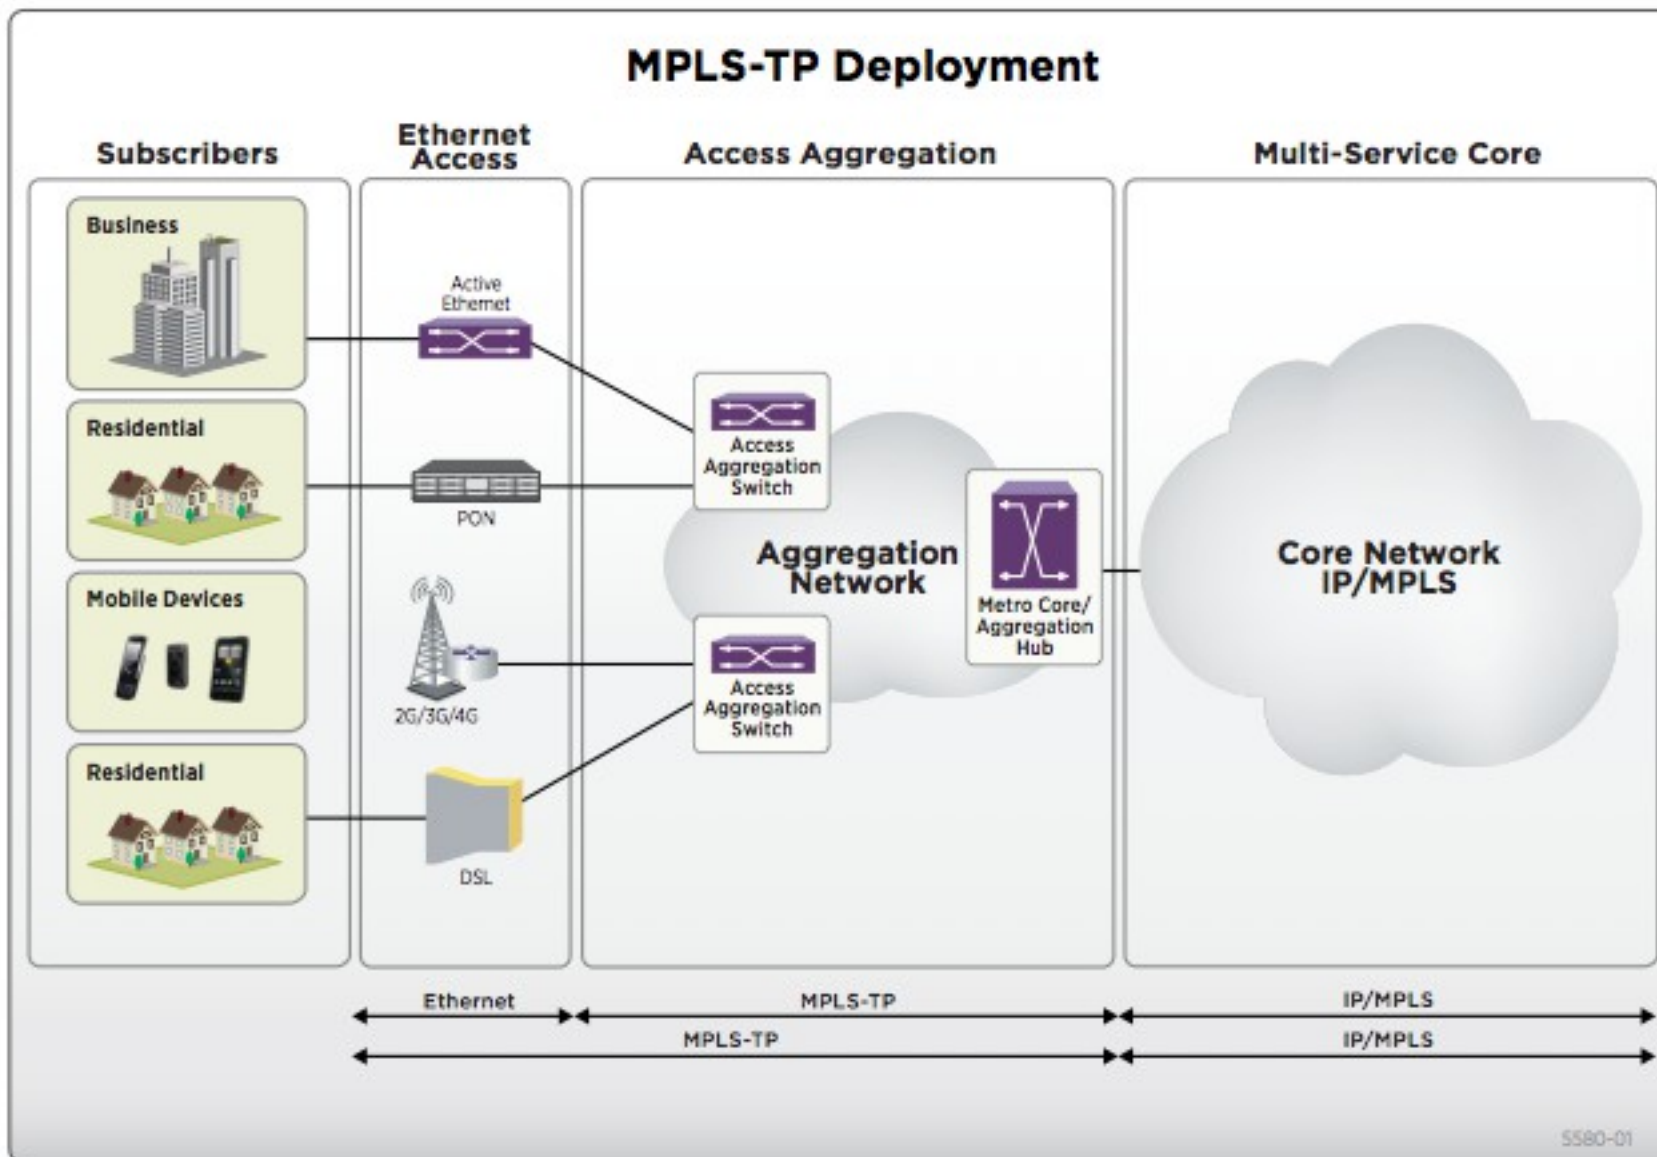 MPLS-TP Deployment
Subscribers
Ethernet
Access
Access Aggregation
Multi-Service Core
Business
Residential
Mobile Devices
Residential
Active
Ethernet
PON
2G/3G/4G
DSL
Access
Aggregation
Switch
Aggregation
Network
Access
Aggregation
Switch
Metro Core/
Aggregation
Hub
Core Network
IP/MPLS
Ethernet
MPLS-TP
IP/MPLS
MPLS-TP
IP/MPLS
5580-01